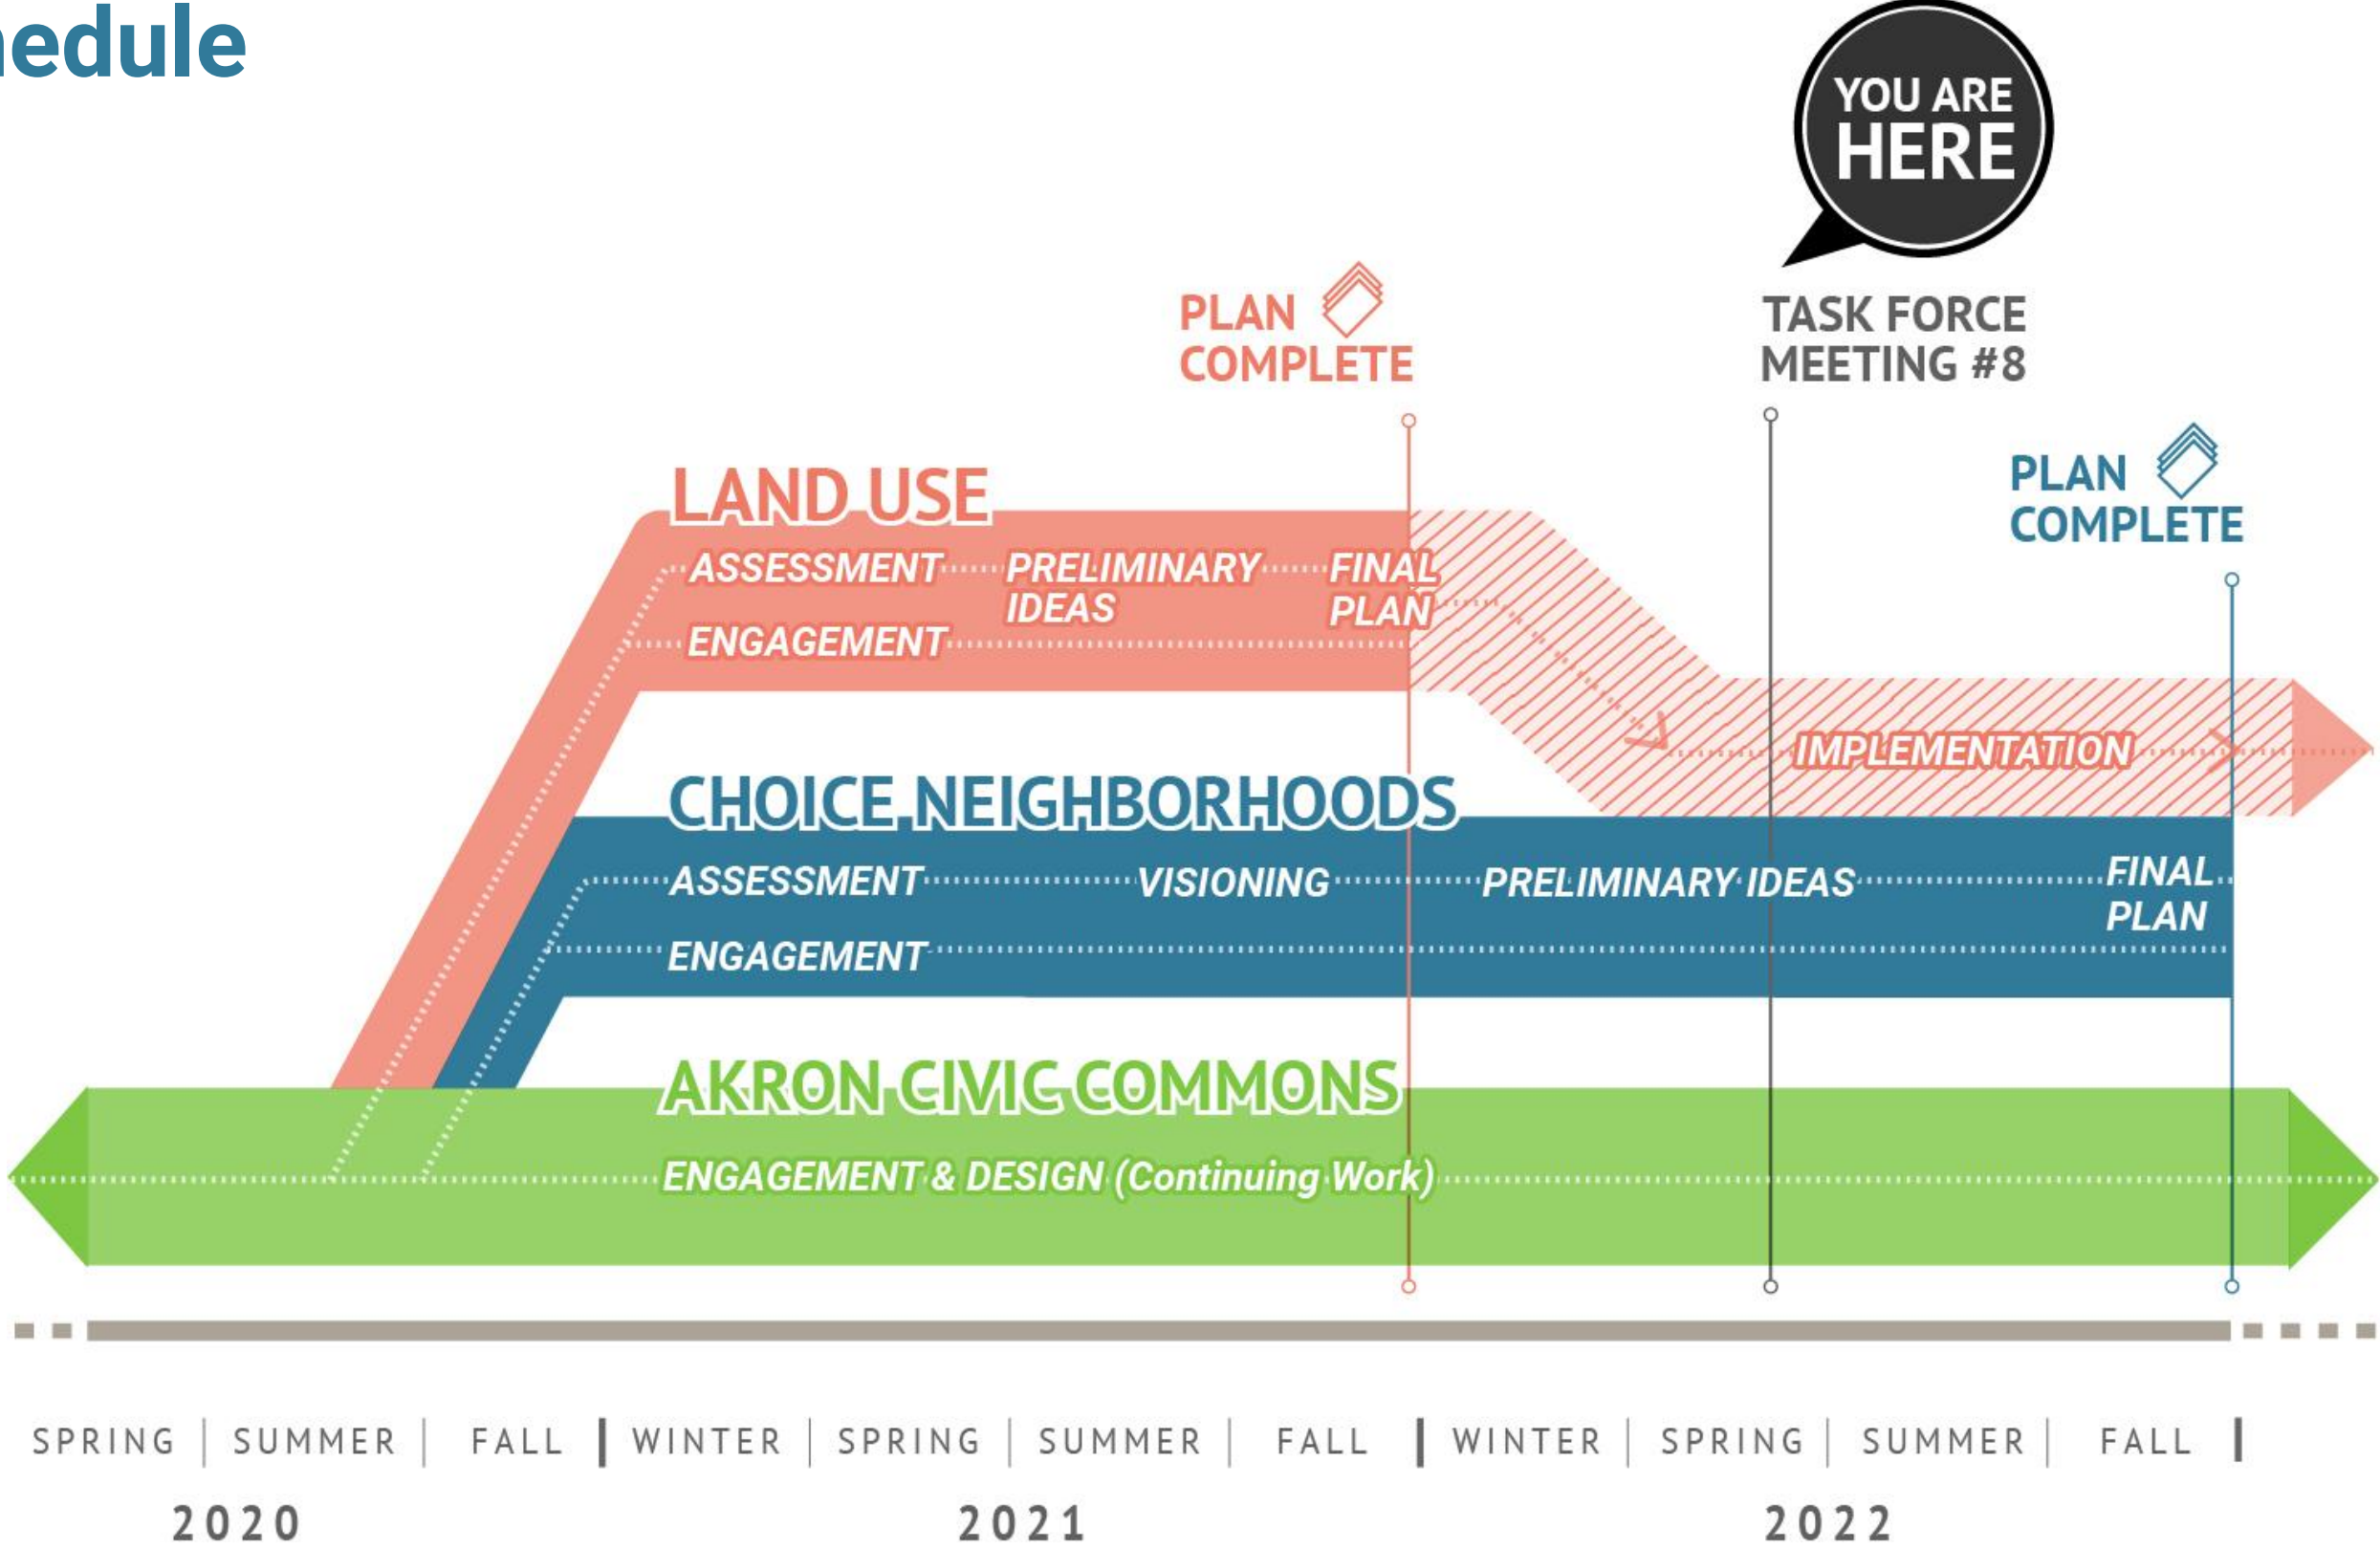 hedule
YOU ARE
HERE
PLAN
COMPLETE
TASK FORCE
MEETING #8
PLAN
COMPLETE
LAND USE
ASSESSMENT PRELIMINARY FINAL
IDEAS PLAN
ENGAGEMENT
IMPLEMENTATION
CHOICE NEIGHBORHOODS
ASSESSMENT VISIONING PRELIMINARY IDEAS FINAL
PLAN
ENGAGEMENT
AKRON CIVIC COMMONS
ENGAGEMENT & DESIGN (Continuing Work)
SPRING SUMMER FALL WINTER SPRING SUMMER FALL WINTER SPRING SUMMER FALL
2020 2021 2022